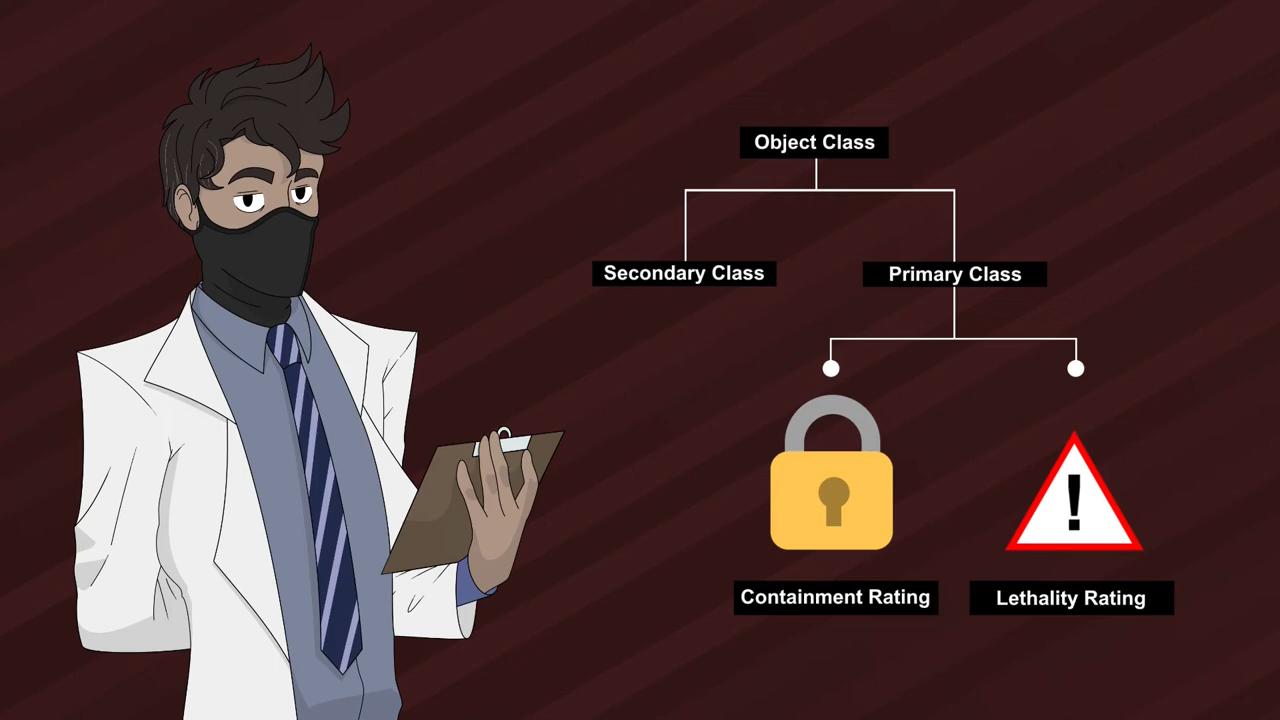 Object Class
Secondary Class
Primary Class
!
Containment Rating
Lethality Rating